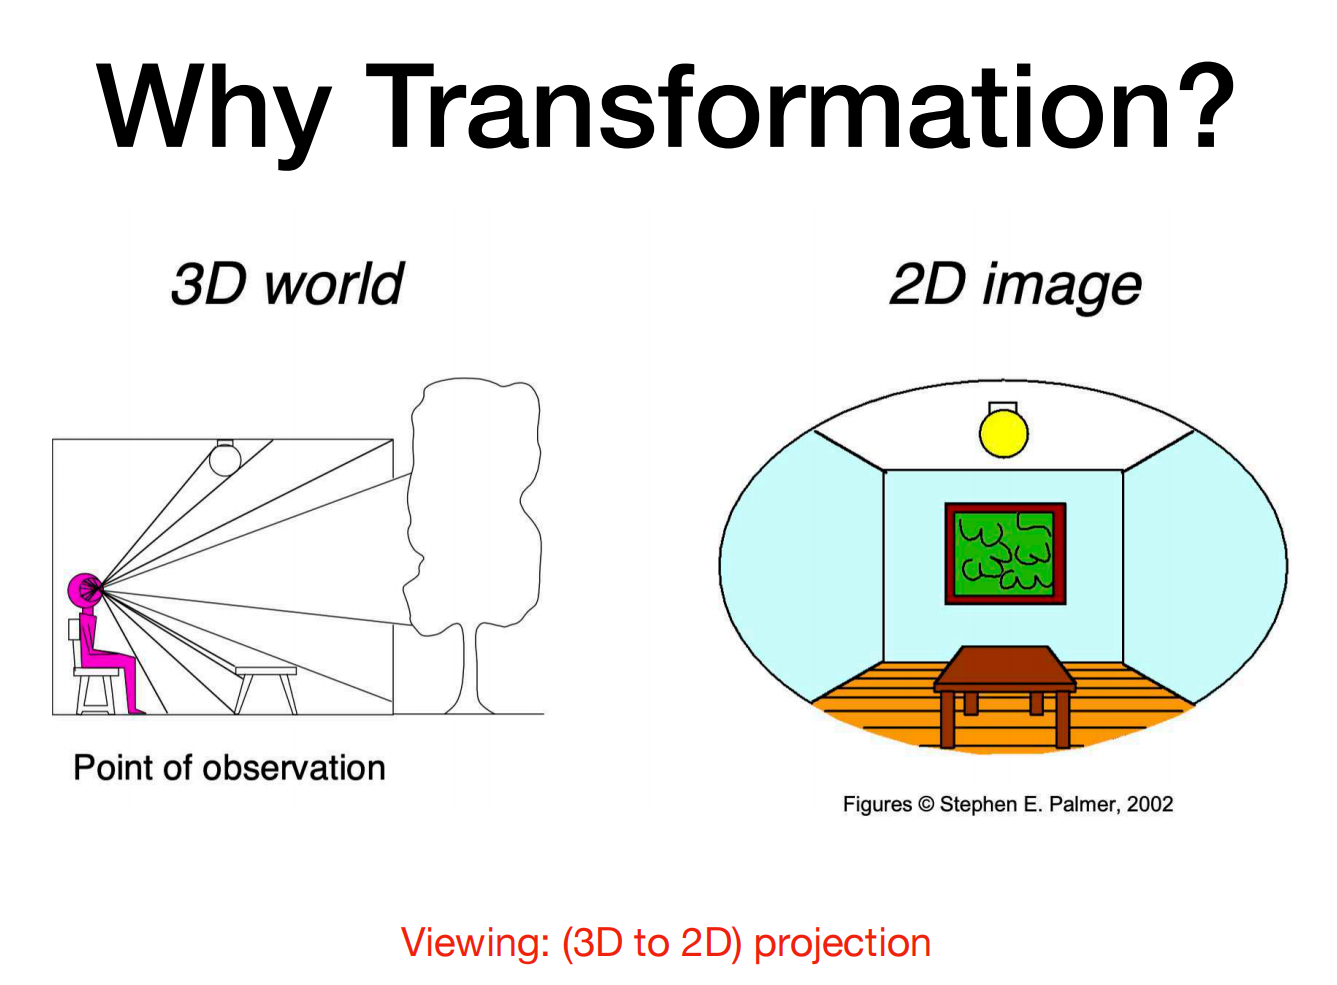 Why Transformation?
3D world
2D image
Point of observation
Figures © Stephen E. Palmer, 2002
Viewing: (3D to 2D) projection